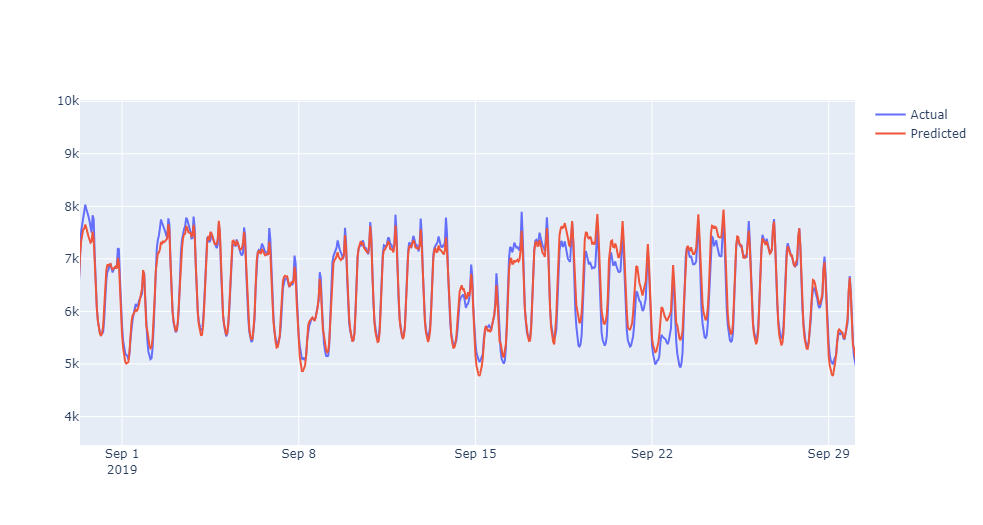 10k
9k
8k
7k
6k
5k
4k
Sep 1
2019
Sep 8
Sep 15
Sep 22
Sep 29
Actual
Predicted